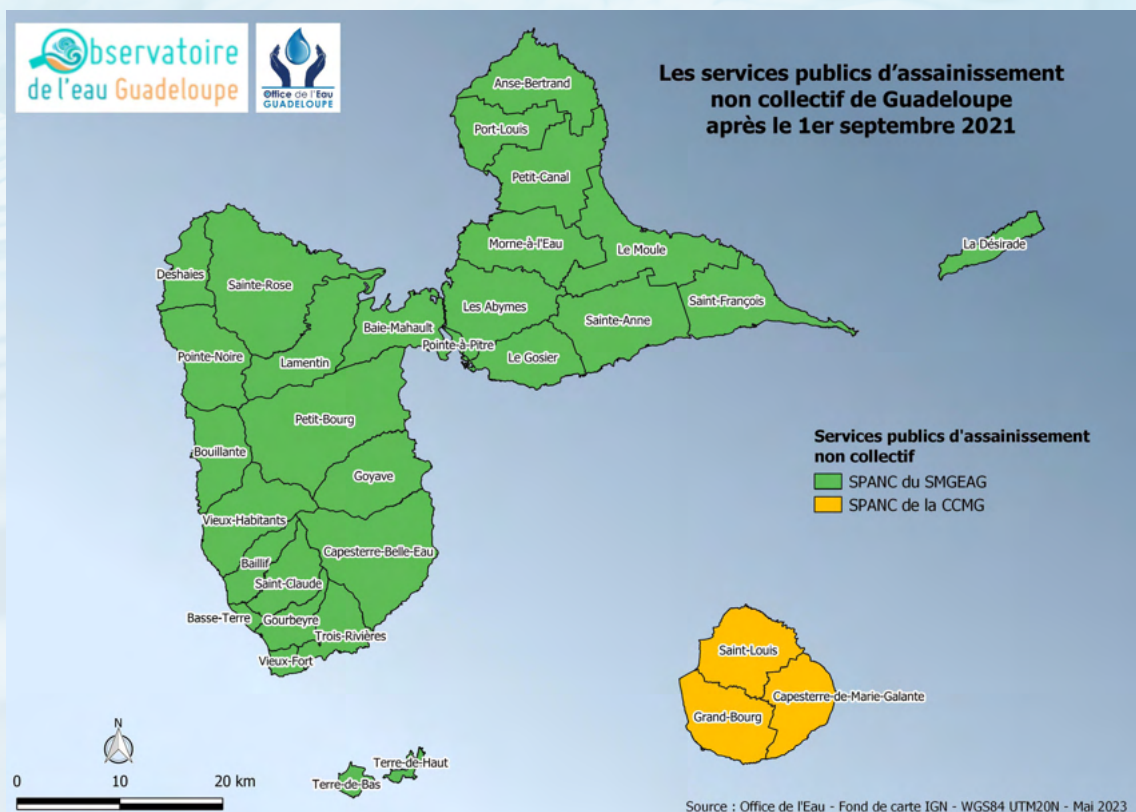 Observatoire
de l'eau Guadeloupe
Office de l'Eau
GUADELOUPE
Les services publics d'assainissement
non collectif de Guadeloupe
après le 1er septembre 2021
Anse-Bertrand
Port-Louis
Petit-Canal
Morne-à-l'Eau
Le Moule
La Désirade
Deshaies
Sainte-Rose
Les Abymes
Saint-François
Sainte-Anne
Baie-Mahault
Pointe-à-Pitre
Le Gosier
Pointe-Noire
Lamentin
Petit-Bourg
Bouillante
Goyave
Vieux-Habitants
Capesterre-Belle-Eau
Baillif
Saint-Claude
Basse-Terre
Gourbeyre
Trois-Rivières
Vieux-Fort
Services publics d'assainissement
non collectif
SPANC du SMGEAG
SPANC de la CCMG
Saint-Louis
Capesterre-de-Marie-Galante
Grand-Bourg
Terre-de-Haut
Terre-de-Bas
N
0 10 20 km
Source : Office de l'Eau - Fond de carte IGN - WGS84 UTM20N - Mai 2023